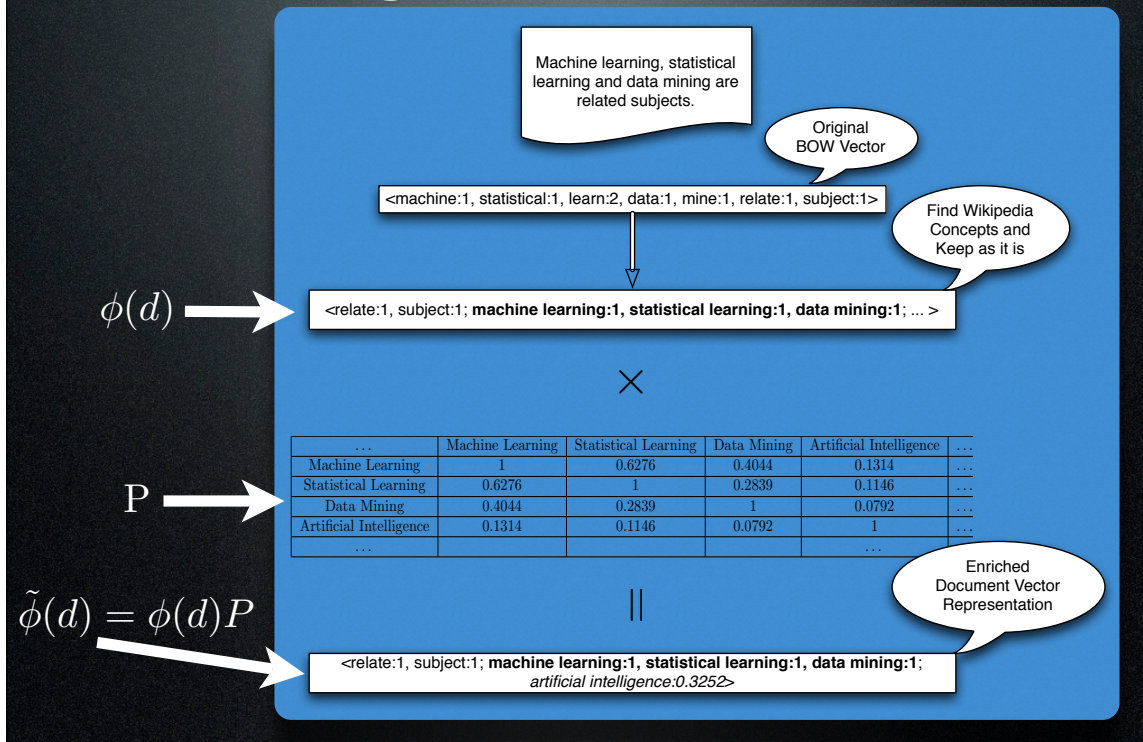 Machine learning, statistical
learning and data mining are
related subjects.
Original
BOW Vector
<machine:1, statistical:1, learn:2, data:1, mine:1, relate:1, subject:1>
Find Wikipedia
Concepts and
Keep as it is
ϕ(d)
<relate:1, subject:1; machine learning:1, statistical learning:1, data mining:1; ... >
×
. . . Machine Learning Statistical Learning Data Mining Artificial Intelligence . . .
Machine Learning 1 0.6276 0.4044 0.1314 . . .
Statistical Learning 0.6276 1 0.2839 0.1146 . . .
Data Mining 0.4044 0.2839 1 0.0792 . . .
Artificial Intelligence 0.1314 0.1146 0.0792 1 . . .
. . . . . .
P
Enriched
Document Vector
Representation
||
ϕ̃(d) = ϕ(d)P
<relate:1, subject:1; machine learning:1, statistical learning:1, data mining:1;
artificial intelligence:0.3252>